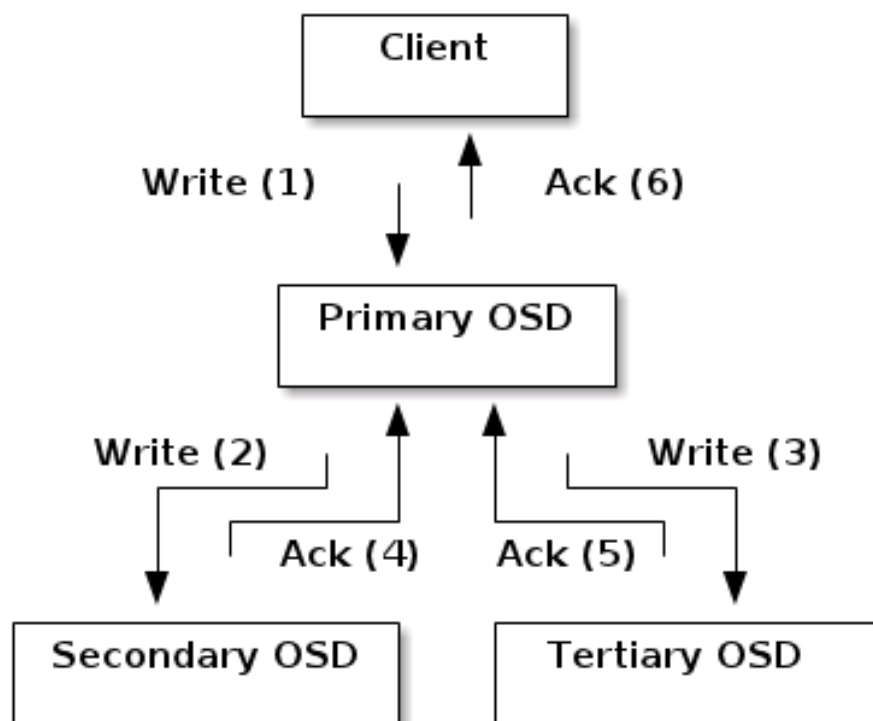 Client
Write (1)
Ack (6)
Primary OSD
Write (2)
Write (3)
Ack (4)
Ack (5)
Secondary OSD
Tertiary OSD